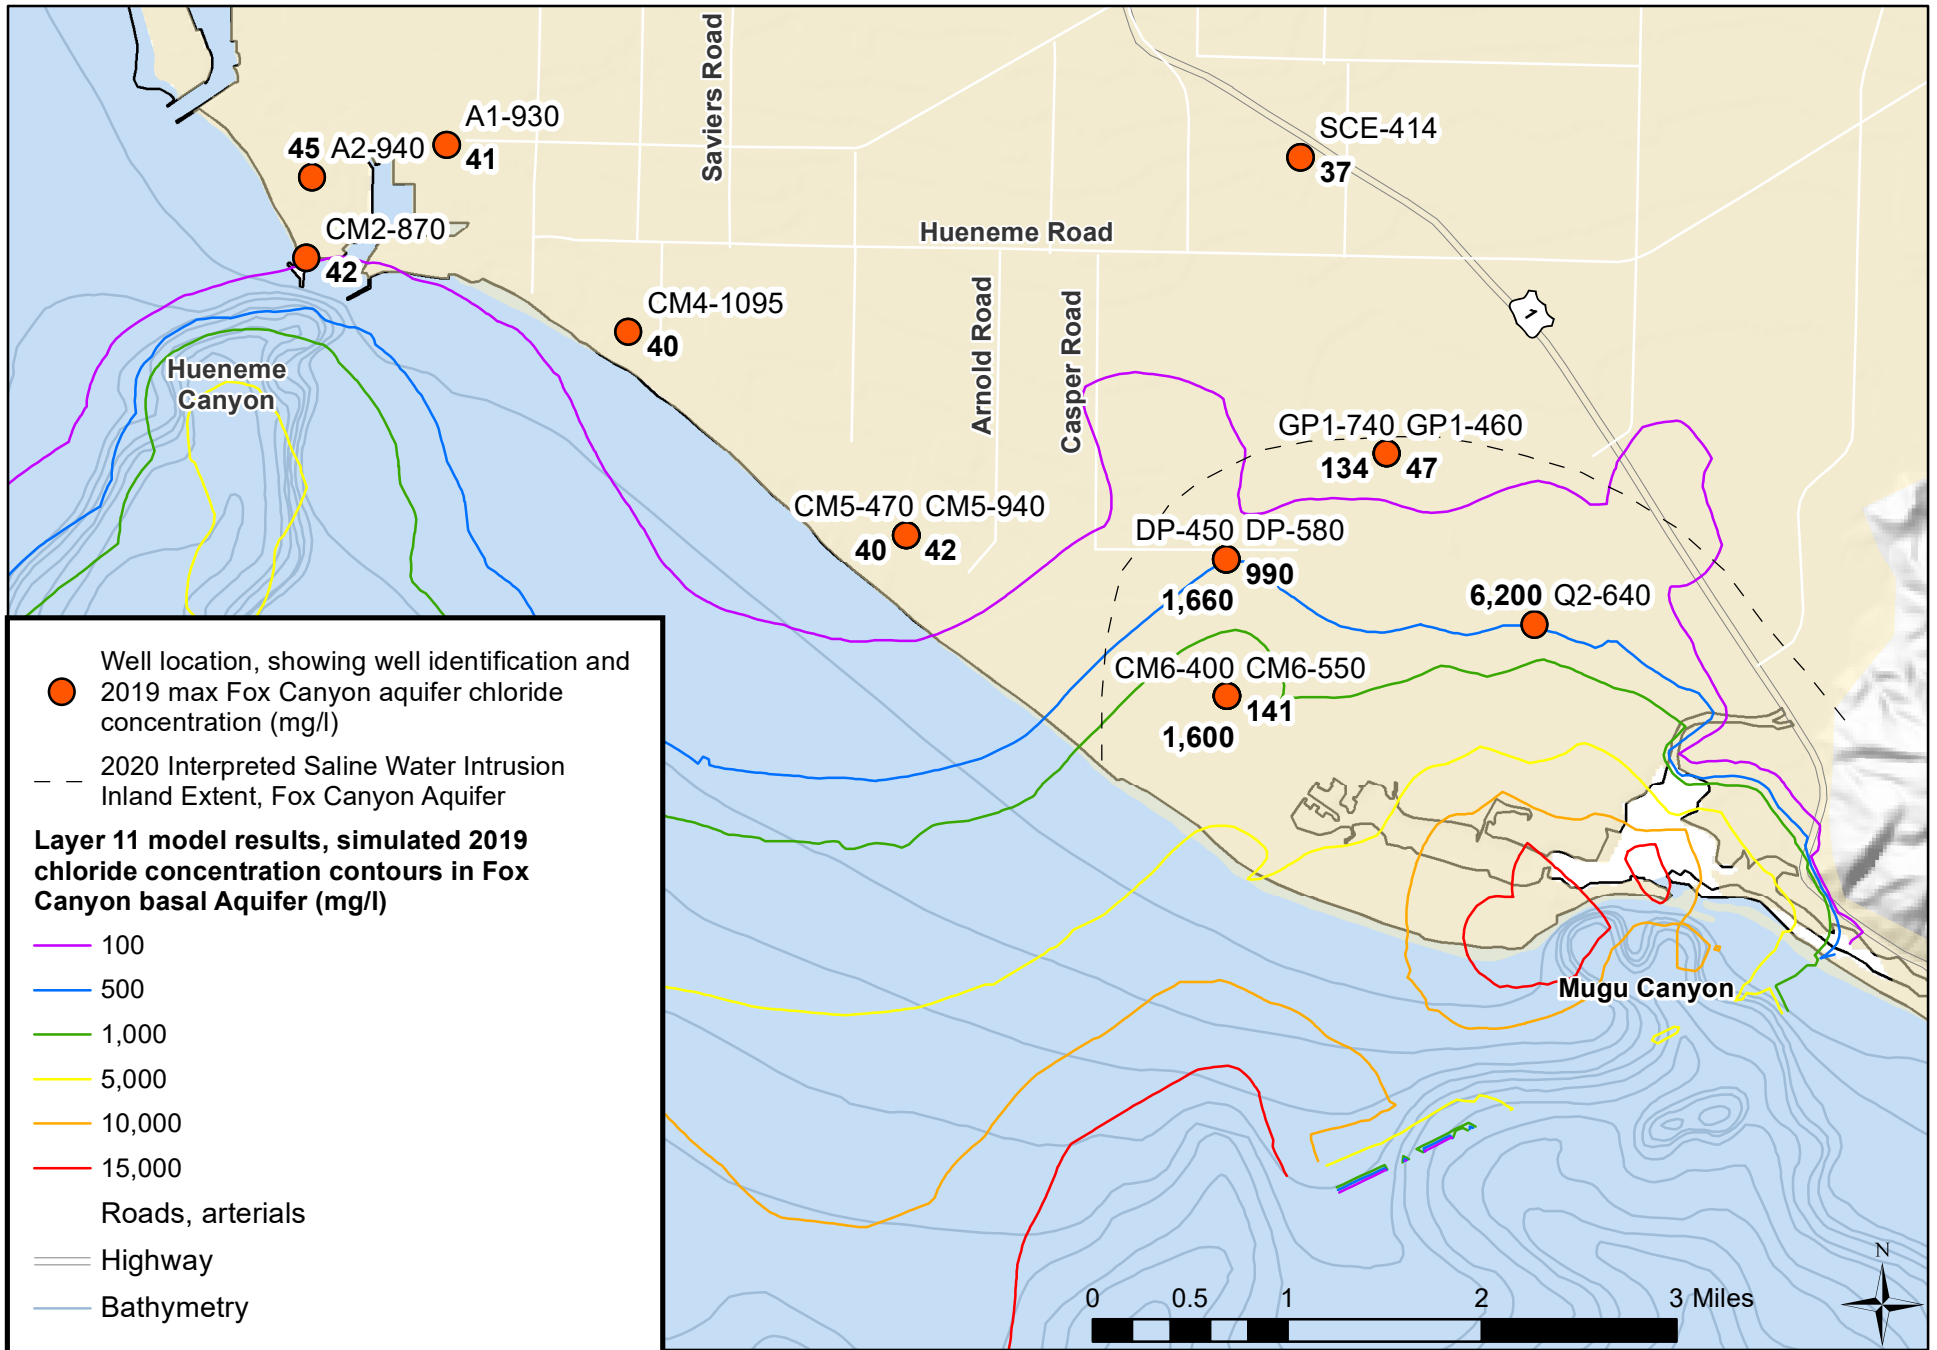 Saviers Road
A1-930
41
45 A2-940
SCE-414
37
CM2-870
42
Hueneme Road
CM4-1095
40
Arnold Road
Casper Road
1
Hueneme
Canyon
GP1-740 GP1-460
134 47
CM5-470 CM5-940
40 42
DP-450 DP-580
990
1,660
6,200 Q2-640
CM6-400 CM6-550
141
1,600
Mugu Canyon
Well location, showing well identification and
2019 max Fox Canyon aquifer chloride
concentration (mg/l)
2020 Interpreted Saline Water Intrusion
Inland Extent, Fox Canyon Aquifer
Layer 11 model results, simulated 2019
chloride concentration contours in Fox
Canyon basal Aquifer (mg/l)
100
500
1,000
5,000
10,000
15,000
Roads, arterials
Highway
Bathymetry
N
0 0.5 1 2 3 Miles